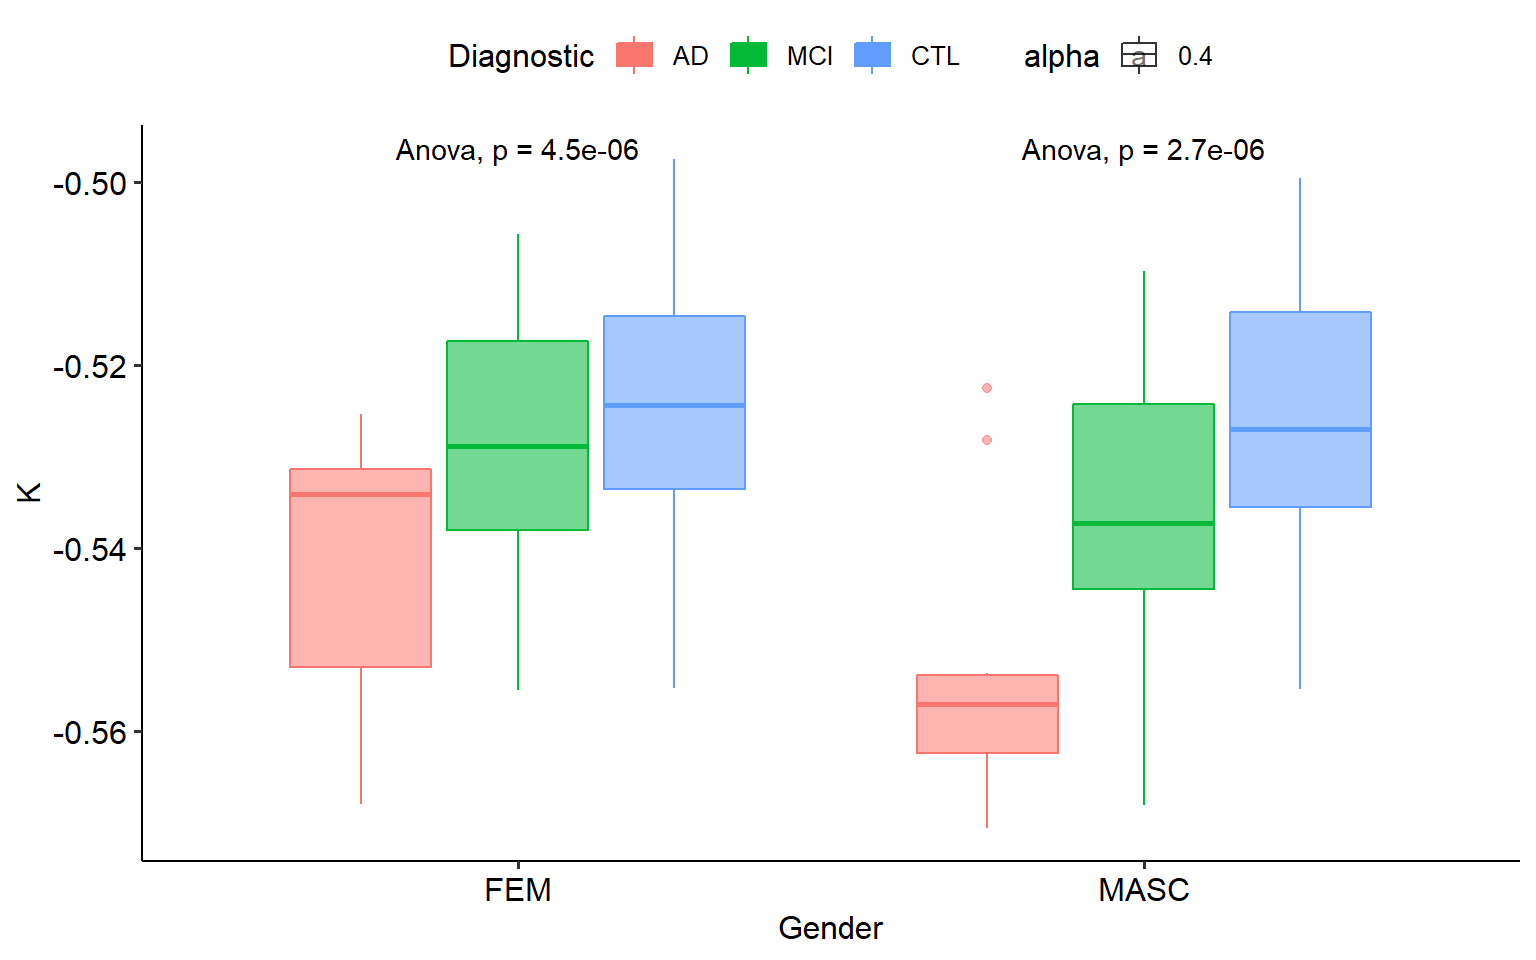 Diagnostic AD MCI CTL alpha a 0.4
Anova, p = 4.5e-06 Anova, p = 2.7e-06
-0.50
-0.52
K
-0.54
-0.56
FEM MASC
Gender